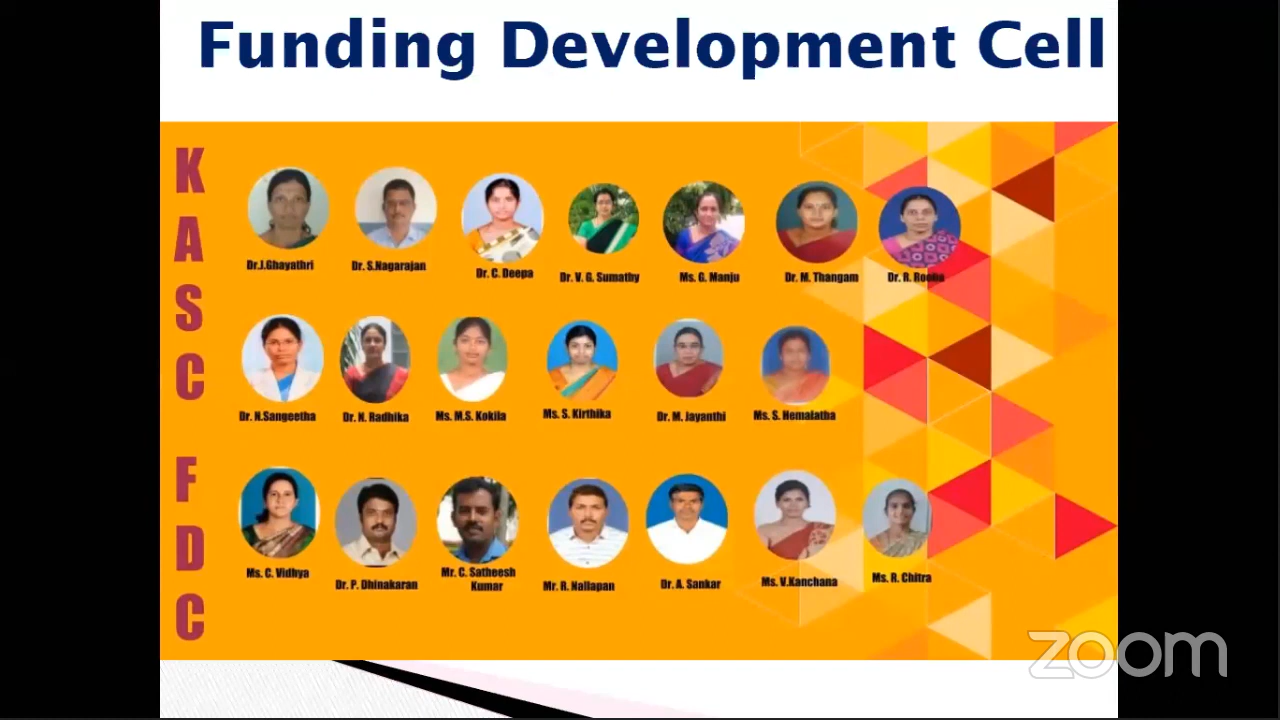 Funding Development Cell
KASC
FDC
Dr.J.Ghayathri
Dr. S.Nagarajan
Dr. C. Deepa
Dr. V. G. Sumathy
Ms. G. Manju
Dr. M. Thangam
Dr. R.
Dr. N.Sangeetha
Dr. N. Radhika
Ms. M.S. Kokila
Ms. S. Kirthika
Dr. M. Jayanthi
Ms. S. Hemalatha
Ms. C. Vidhya
Dr. P. Dhinakaran
Mr. C. Satheesh
Kumar
Mr. R. Nallapan
Dr. A. Sankar
Ms. V.Kanchana
Ms. R. Chitra
zoom